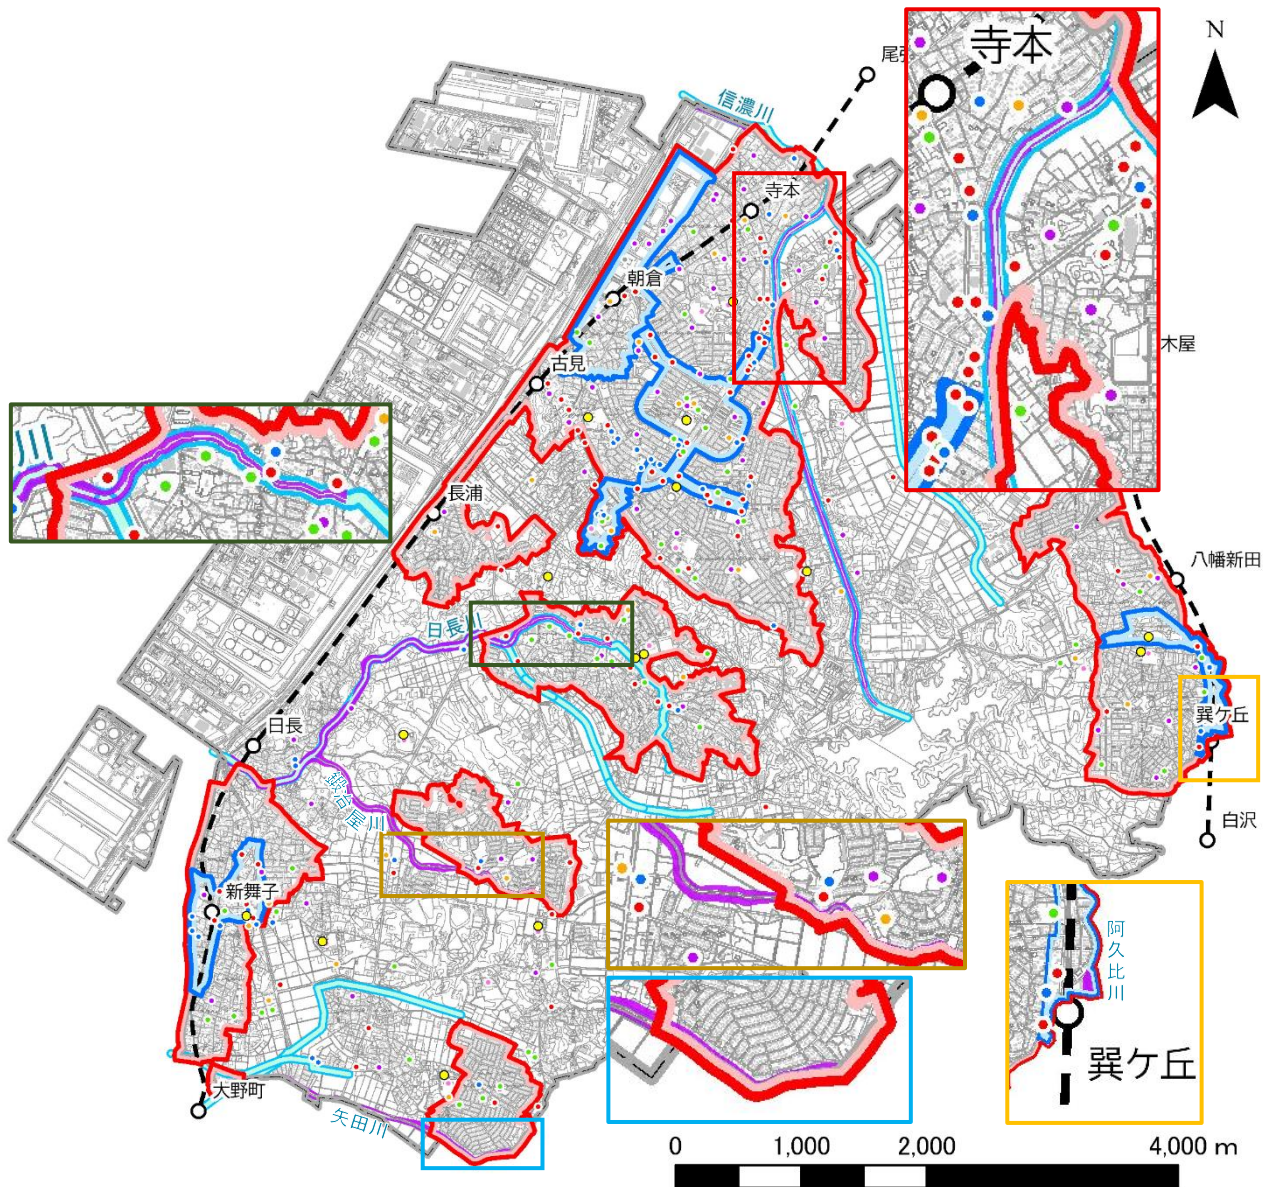 寺本
N
尾張
信濃川
寺本
朝倉
木屋
古見
長浦
八幡新田
日長川
巽ケ丘
日長
鍛冶屋川
白沢
新舞子
阿久比川
巽ケ丘
大野町
矢田川
0 1,000 2,000 4,000 m